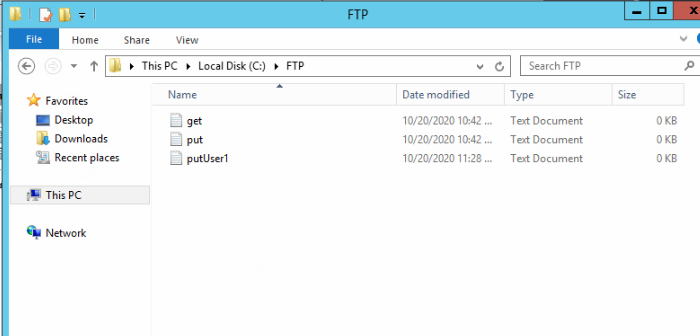 FTP
File Home Share View
This PC Local Disk (C:) FTP Search FTP
Name Date modified Type Size
Favorites
Desktop
Downloads
Recent places
This PC
Network
get 10/20/2020 10:42 ... Text Document 0 KB
put 10/20/2020 10:42 ... Text Document 0 KB
putUser1 10/20/2020 11:28 ... Text Document 0 KB